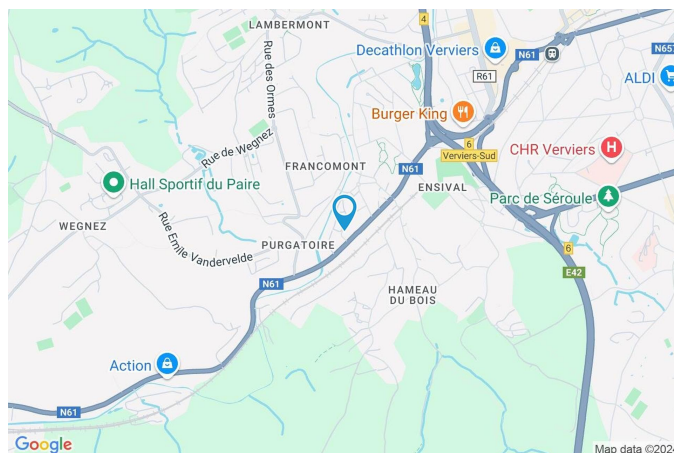 LAMBERMONT
4
N61
Decathlon Verviers
R61
N657
ALDI
Rue des Ormes
Burger King
6
Verviers-Sud
CHR Verviers
H
Rue de Wegnez
FRANCOMONT
N61
ENSIVAL
Hall Sportif du Paire
Parc de Séroule
WEGNEZ
Rue Emile Vandervelde
PURGATOIRE
6
E42
N61
HAMEAU
DU BOIS
Action
N61
Google
Map data ©2024